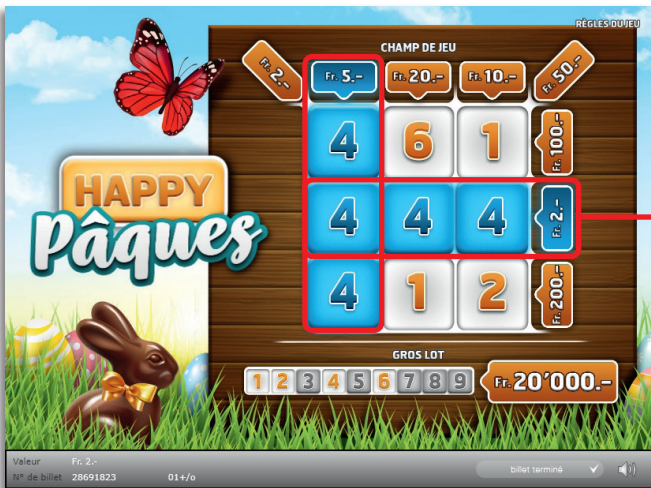 RÈGLES DU JEU
CHAMP DE JEU
Fr. 2.- Fr. 5.- Fr. 20.- Fr. 10.- Fr. 50.-
4 6 1 Fr. 100.-
HAPPY
Pâques
4 4 4 Fr. 2.-
4 1 2 Fr. 200.-
GROS LOT
1 2 3 4 5 6 7 8 9 Fr. 20'000.-
Valeur Fr. 2.-
N° de billet 28691823 01+/o
billet terminé